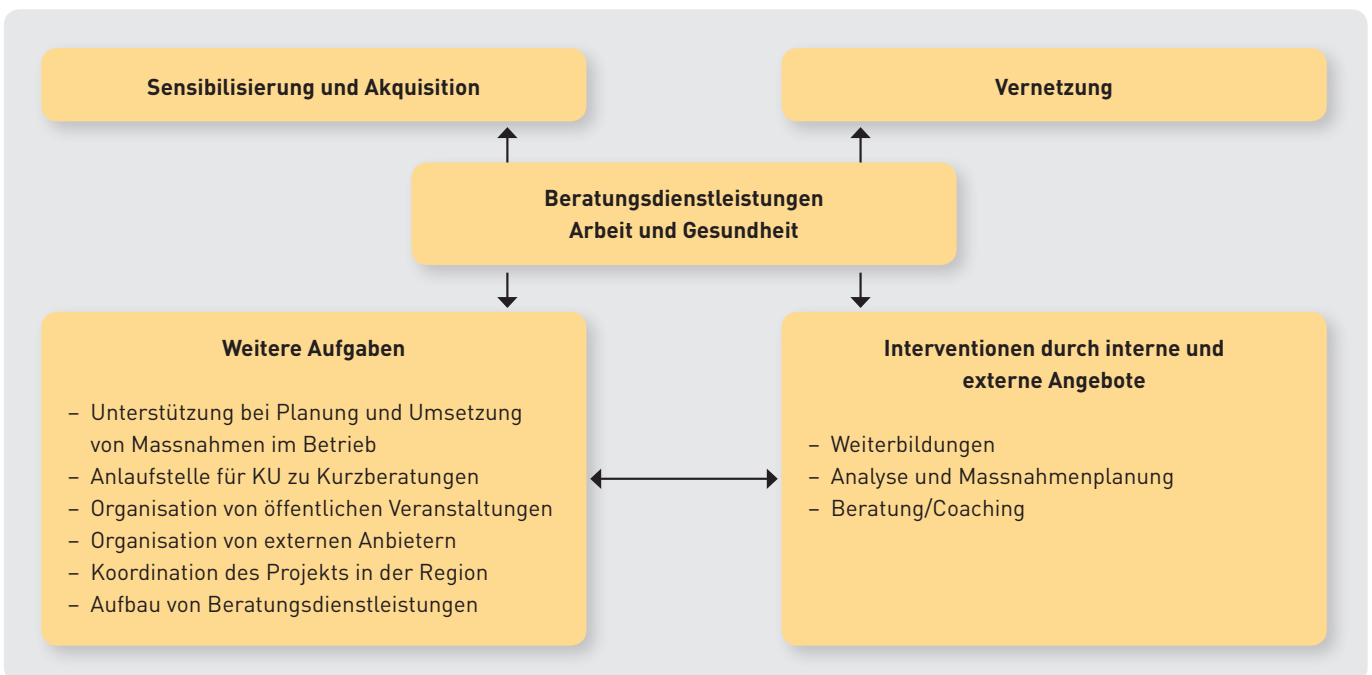 Sensibilisierung und Akquisition
Vernetzung
Beratungsdienstleistungen
Arbeit und Gesundheit
Weitere Aufgaben
– Unterstützung bei Planung und Umsetzung
von Massnahmen im Betrieb
– Anlaufstelle für KU zu Kurzberatungen
– Organisation von öffentlichen Veranstaltungen
– Organisation von externen Anbietern
– Koordination des Projekts in der Region
– Aufbau von Beratungsdienstleistungen
Interventionen durch interne und
externe Angebote
– Weiterbildungen
– Analyse und Massnahmenplanung
– Beratung/Coaching